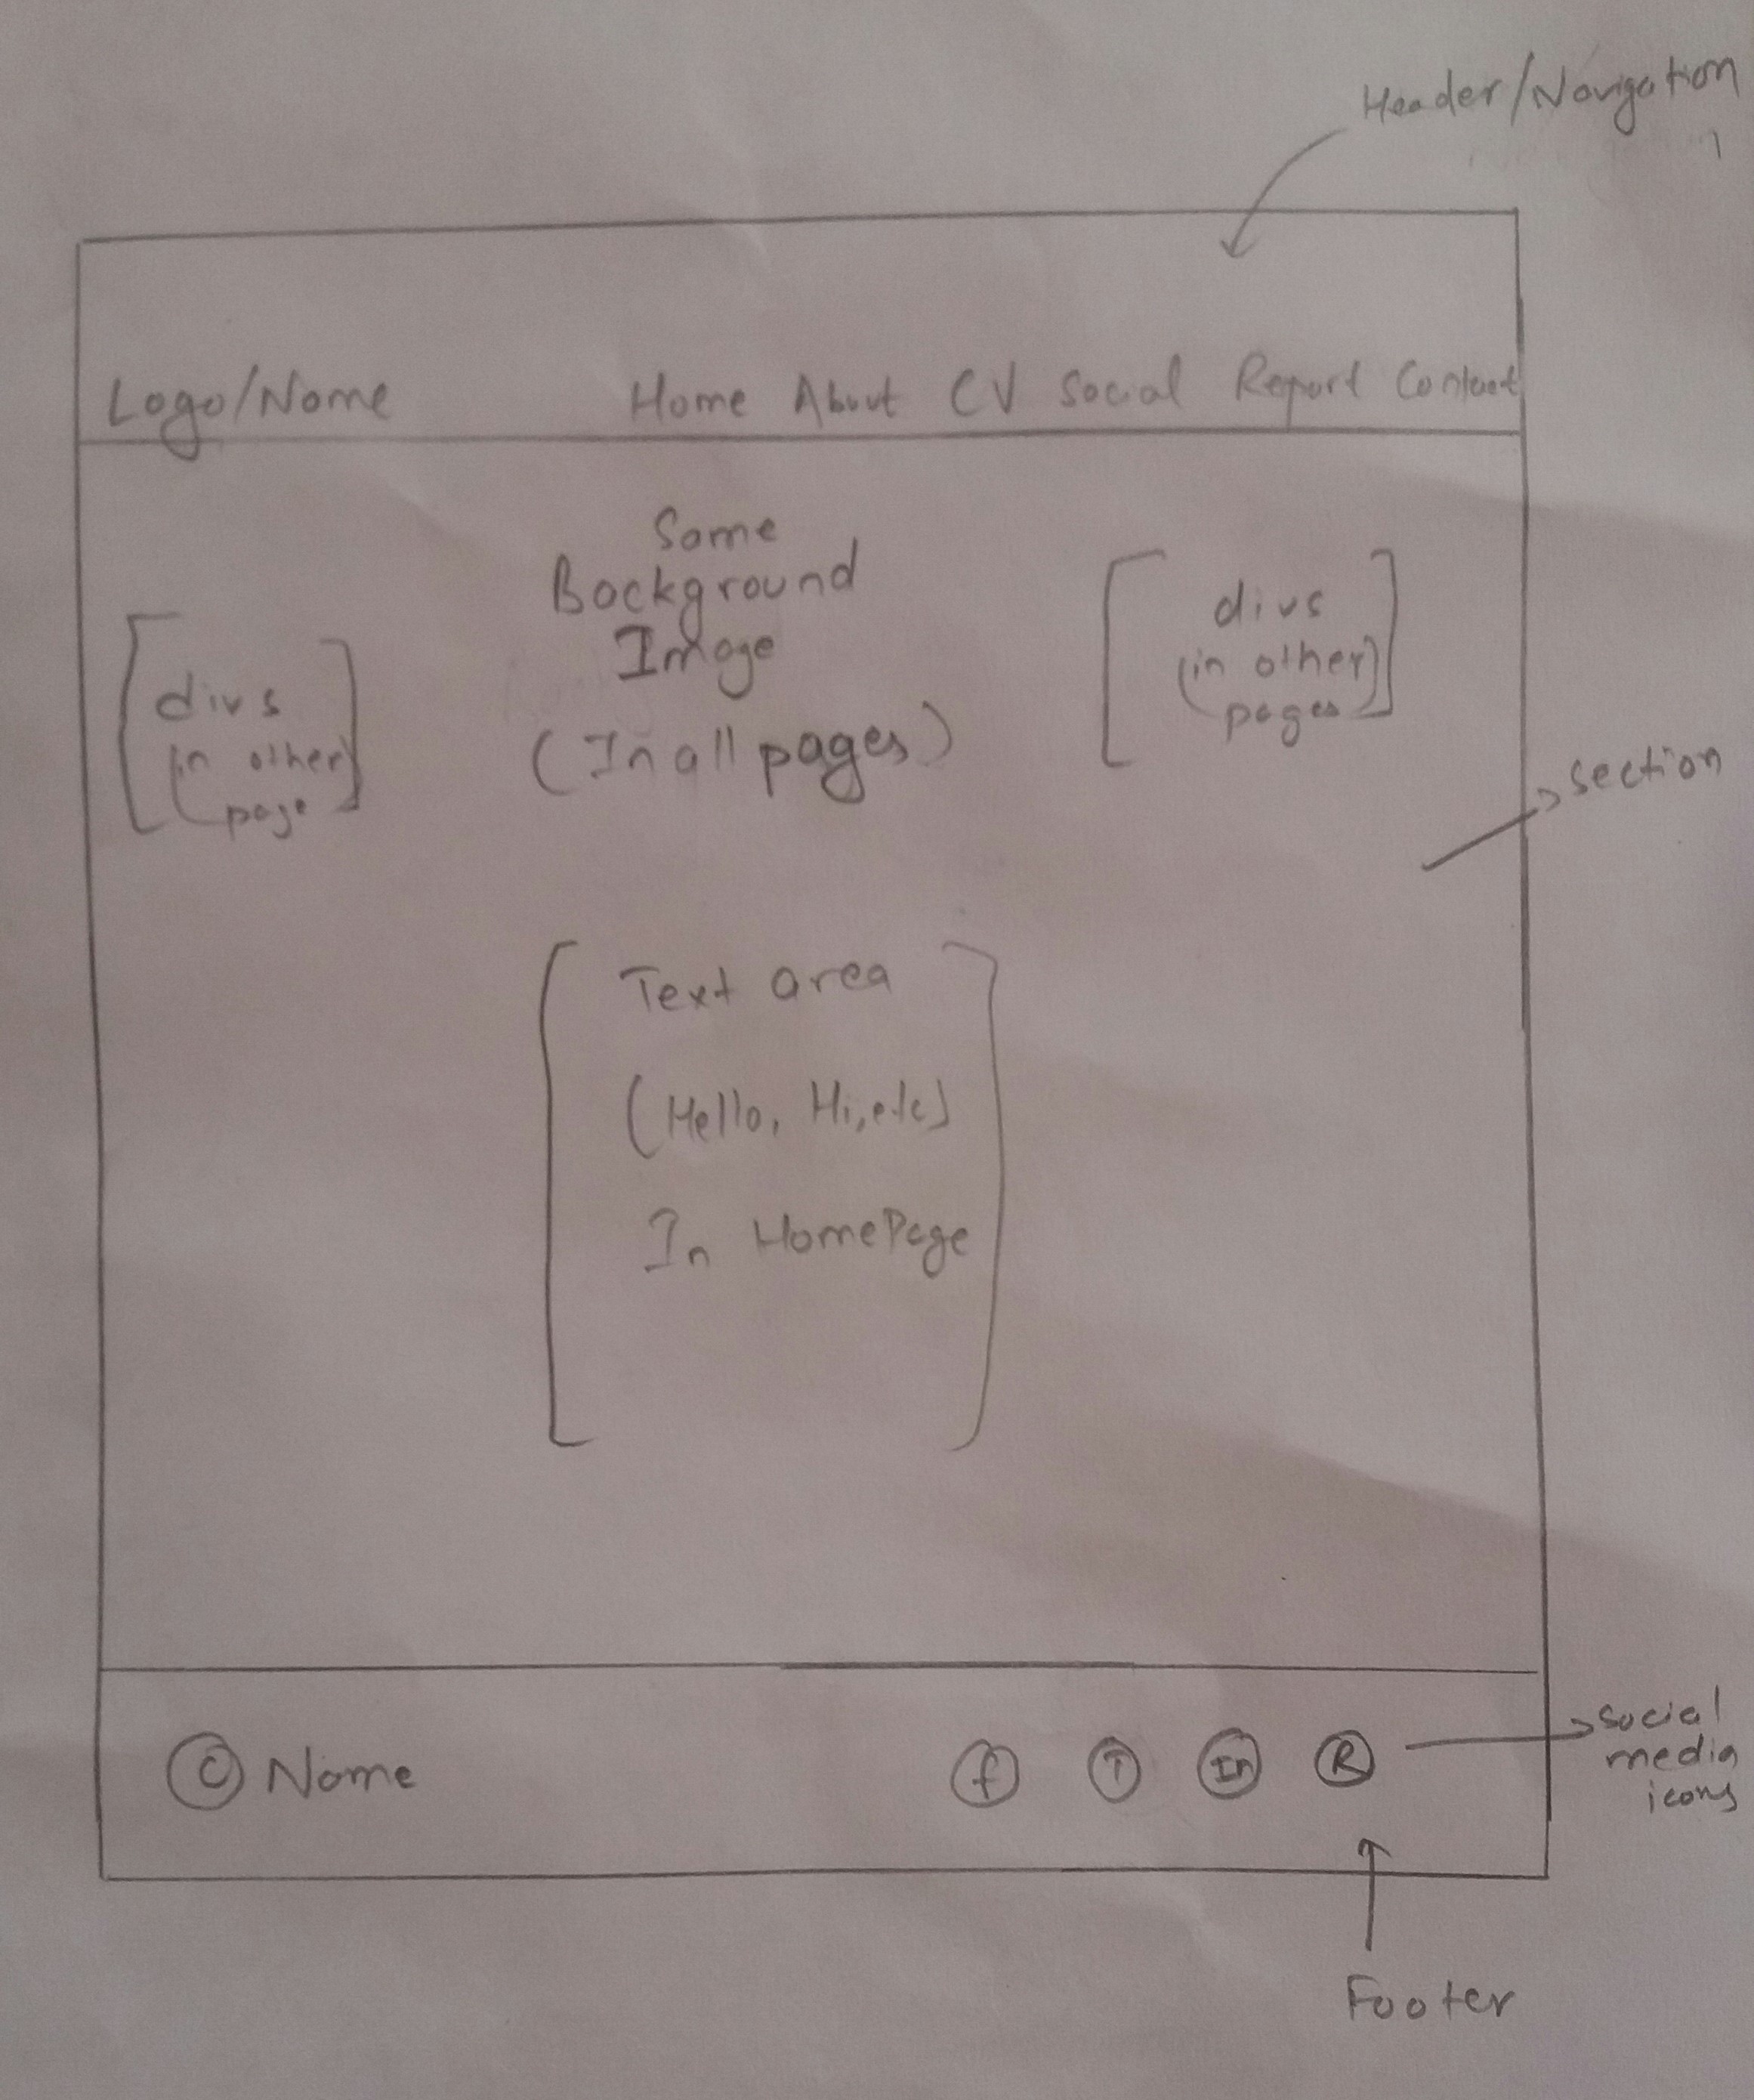 Header/Navigation
Logo/Name Home About CV Social Report Contact
Some
Background
Image
(In all pages)
divs
(in other
pages
divs
(in other
page
section
Text area
(Hello, Hi, etc)
In HomePage
© Name f T In R
social
media
icons
Footer